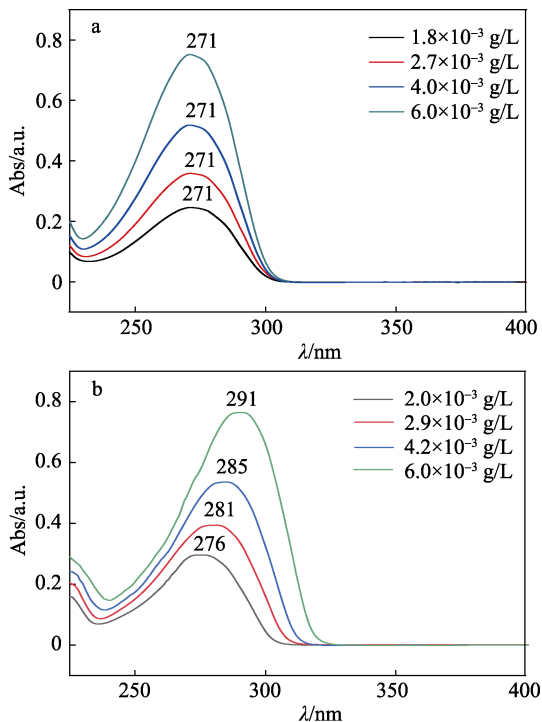 a
1.8×10⁻³ g/L
2.7×10⁻³ g/L
4.0×10⁻³ g/L
6.0×10⁻³ g/L
271
271
271
271
Abs/a.u.
0.8
0.6
0.4
0.2
0
250
300
350
400
λ/nm
b
2.0×10⁻³ g/L
2.9×10⁻³ g/L
4.2×10⁻³ g/L
6.0×10⁻³ g/L
291
285
281
276
Abs/a.u.
0.8
0.6
0.4
0.2
0
250
300
350
400
λ/nm